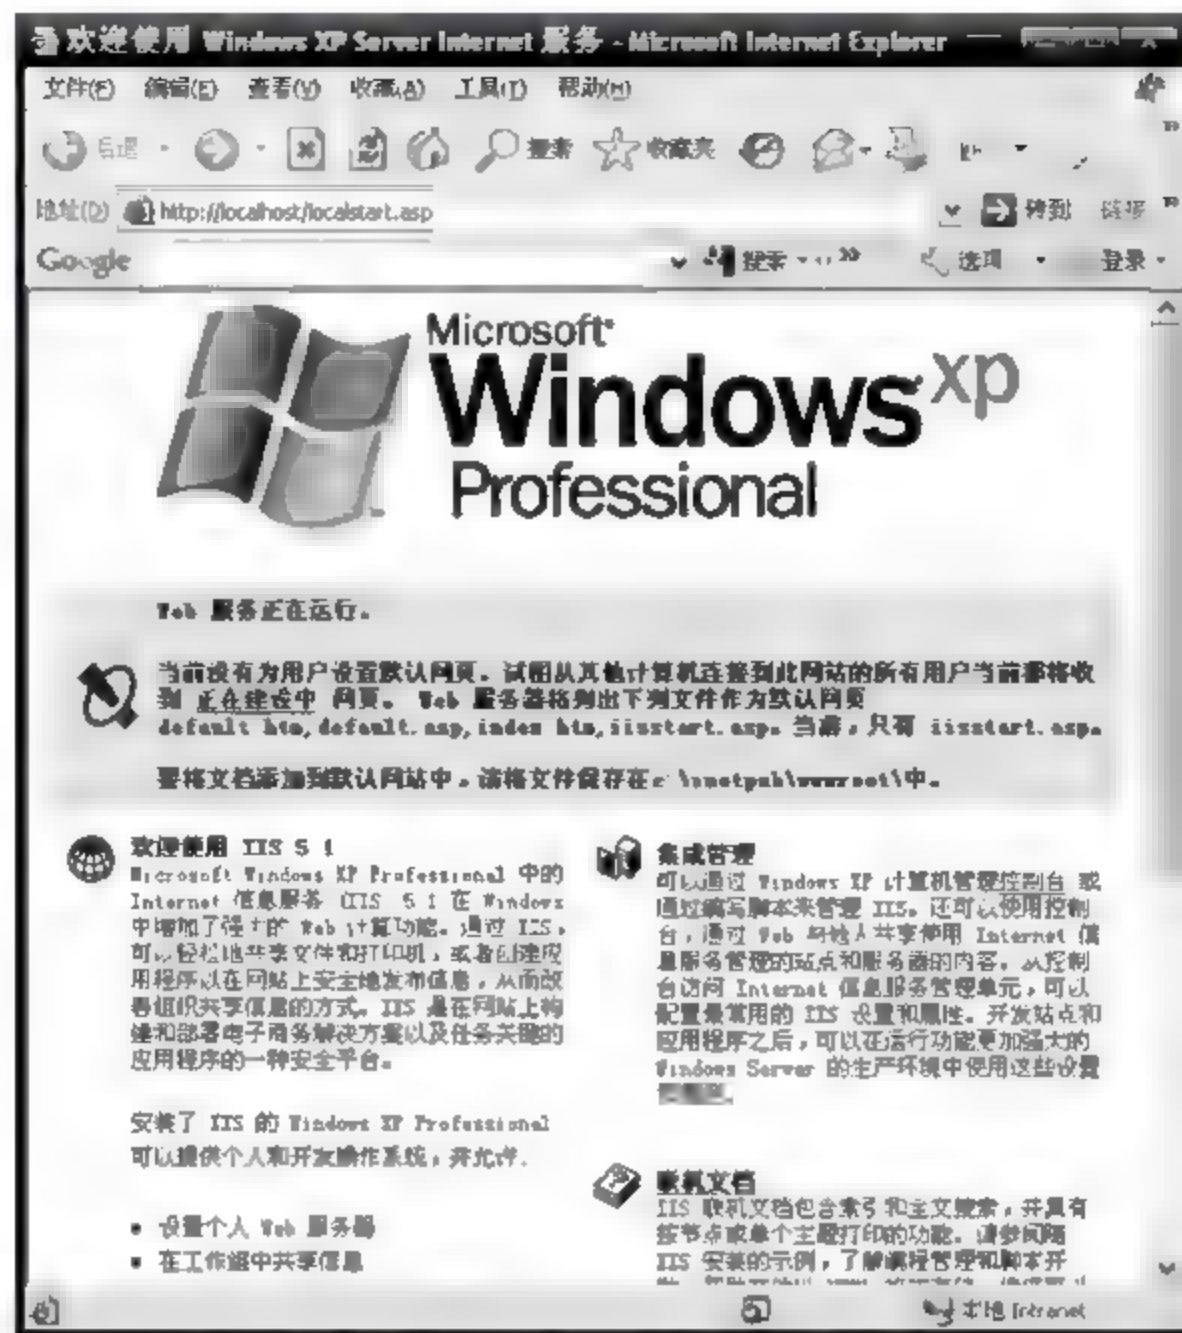 欢迎使用 Windows XP Server Internet 服务 - Microsoft Internet Explorer
文件(F) 编辑(E) 查看(V) 收藏(A) 工具(T) 帮助(H)
后退 搜索 收藏夹
地址(D) http://localhost/localstart.asp 转到 链接
Google 搜索 选项 登录
Microsoft
Windows xp
Professional
Web 服务正在运行。
当前没有为用户设置默认网页。试图从其他计算机连接到此网站的所有用户当前都将收
到 正在建设中 网页。 Web 服务器将列出下列文件作为默认网页
default.htm,default.asp,index.htm,iisstart.asp。当前，只有 iisstart.asp。
要将文档添加到默认网站中，请将文件保存在c:\inetpub\wwwroot\中。
欢迎使用 IIS 5.1
Microsoft Windows XP Professional 中的
Internet 信息服务 (IIS) 5.1 在 Windows
中增加了强大的 Web 计算功能。通过 IIS，
可以轻松地共享文件和打印机，或者创建应
用程序以在网站上安全地发布信息，从而改
善组织共享信息的方式。IIS 是在网站上构
建和部署电子商务解决方案以及任务关键的
应用程序的一种安全平台。
安装了 IIS 的 Windows XP Professional
可以提供个人和开发操作系统，并允许:
设置个人 Web 服务器
在工作组中共享信息
集成管理
可以通过 Windows XP 计算机管理控制台 或
通过编写脚本来管理 IIS。还可以使用控制
台，通过 Web 与他人共享使用 Internet 信
息服务管理的站点和服务器的内容。从控制
台访问 Internet 信息服务管理单元，可以
配置最常用的 IIS 设置和属性。开发站点和
应用程序之后，可以在运行功能更加强大的
Windows Server 的生产环境中使用这些设置
联机文档
IIS 联机文档包含索引和全文搜索，并具有
按节点或单个主题打印的功能。请参阅随
IIS 安装的示例，了解编程管理和脚本开
本地 Intranet